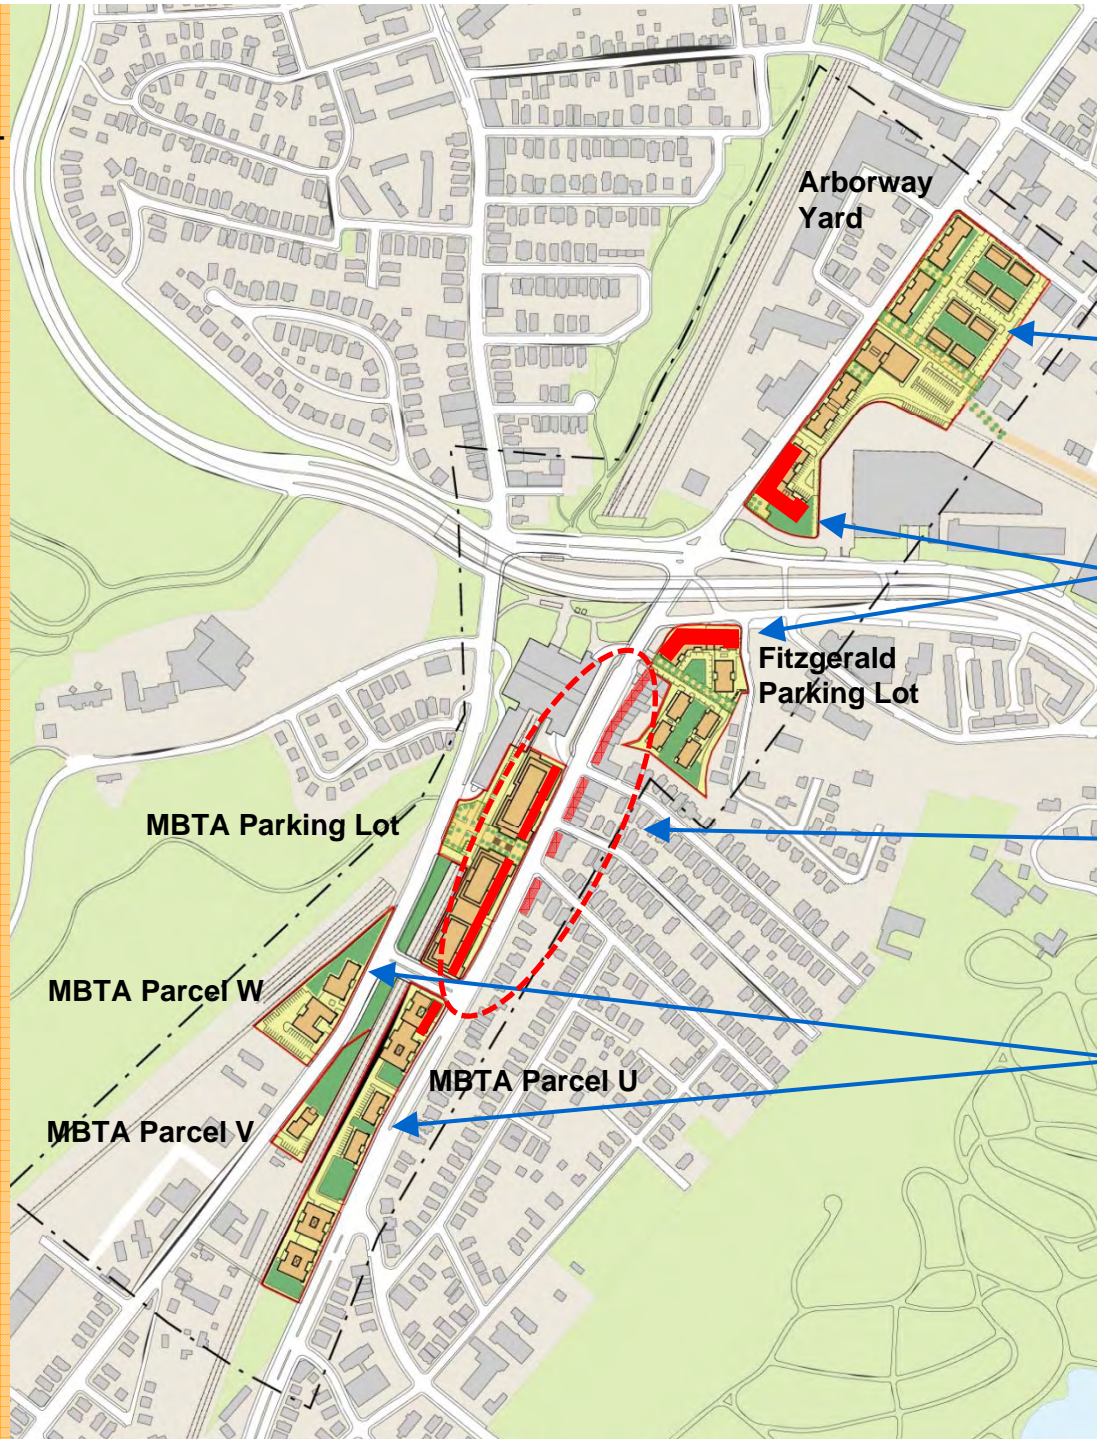 Arborway
Yard
Fitzgerald
Parking Lot
MBTA Parking Lot
MBTA Parcel W
MBTA Parcel U
MBTA Parcel V